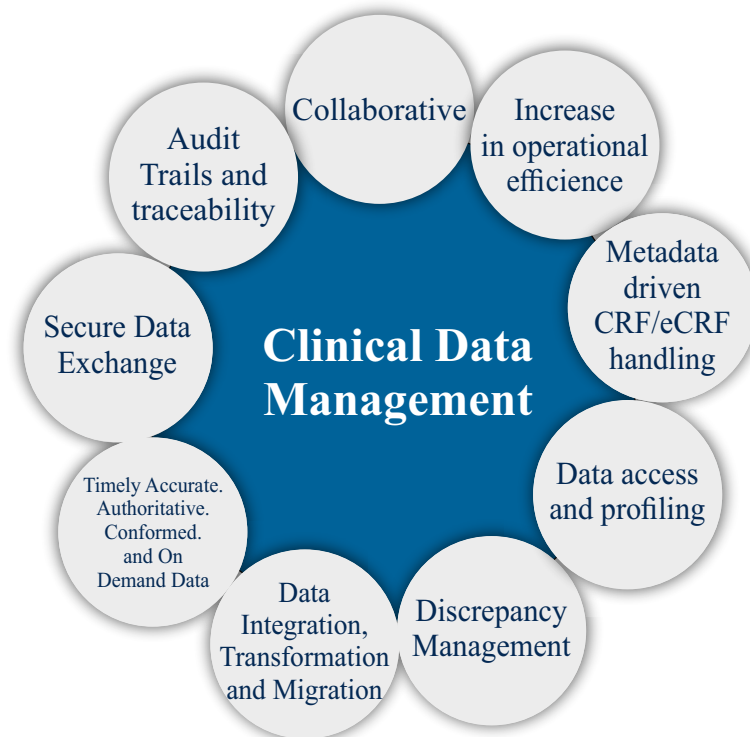 Collaborative
Increase
in operational
efficience
Metadata
driven
CRF/eCRF
handling
Data access
and profiling
Discrepancy
Management
Data
Integration,
Transformation
and Migration
Timely Accurate.
Authoritative.
Conformed.
and On
Demand Data
Secure Data
Exchange
Audit
Trails and
traceability
Clinical Data
Management